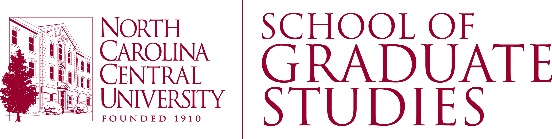 NORTH
CAROLINA
CENTRAL
UNIVERSITY
FOUNDED 1910
SCHOOL OF
GRADUATE
STUDIES